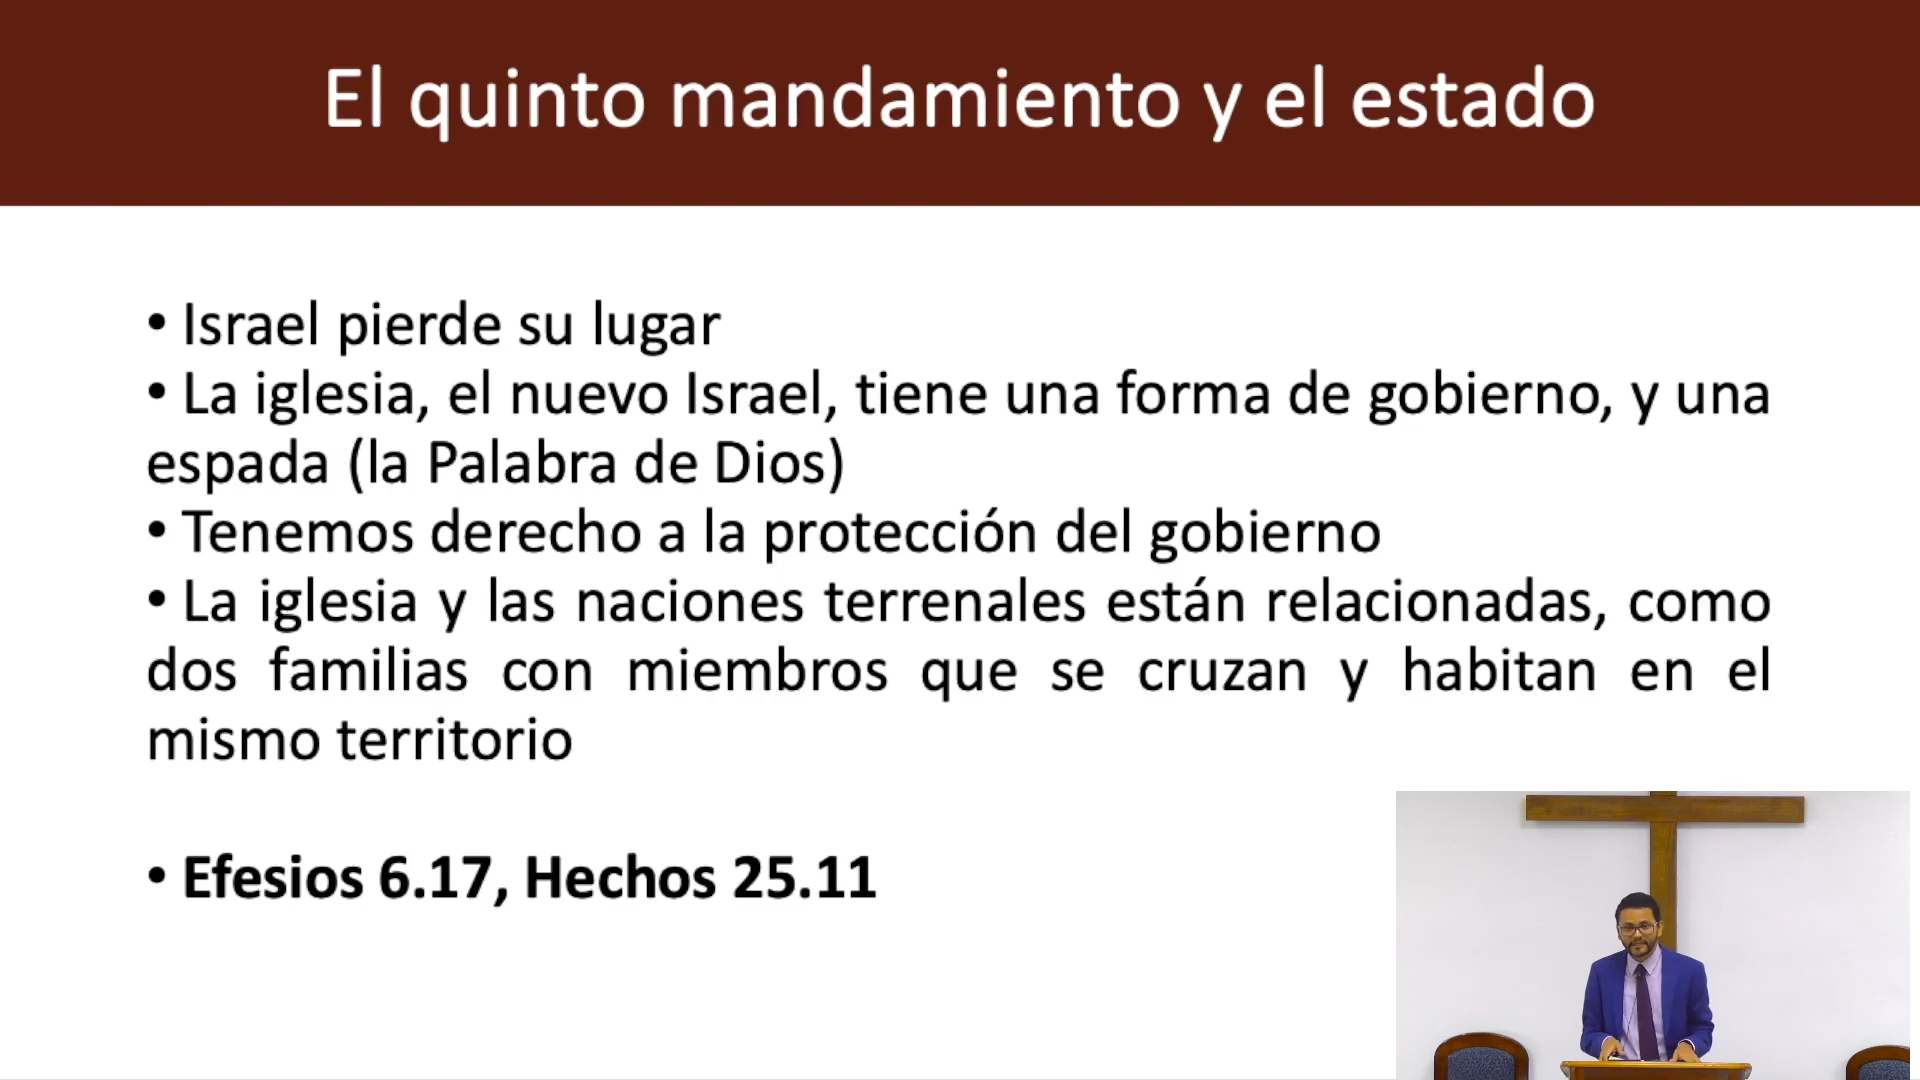 El quinto mandamiento y el estado
• Israel pierde su lugar
• La iglesia, el nuevo Israel, tiene una forma de gobierno, y una
espada (la Palabra de Dios)
• Tenemos derecho a la protección del gobierno
• La iglesia y las naciones terrenales están relacionadas, como
dos familias con miembros que se cruzan y habitan en el
mismo territorio
• Efesios 6.17, Hechos 25.11